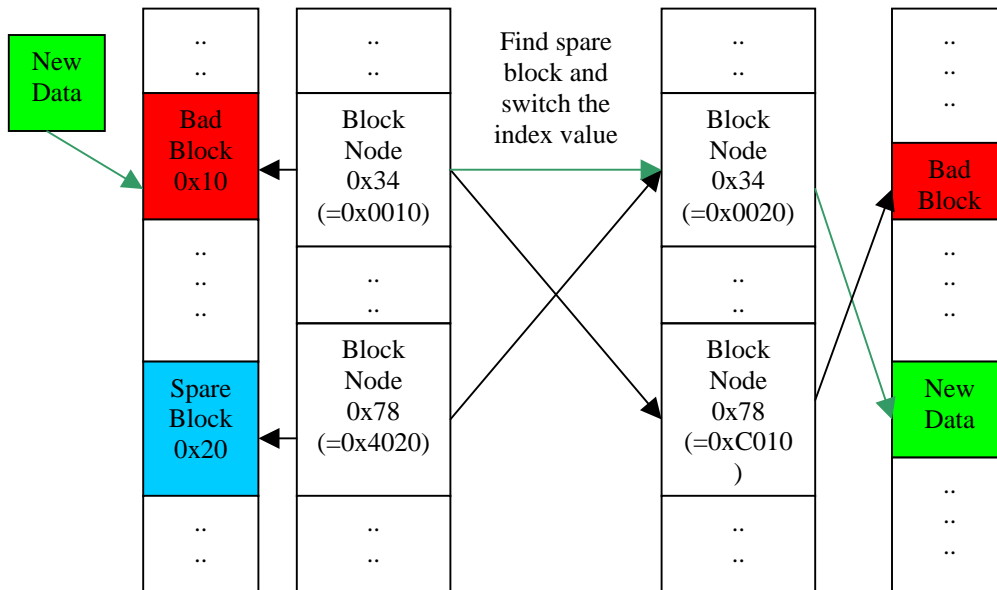 New
Data
..
..
Bad
Block
0x10
..
..
..
Spare
Block
0x20
..
..
..
..
Block
Node
0x34
(=0x0010)
..
..
Block
Node
0x78
(=0x4020)
..
..
Find spare
block and
switch the
index value
..
..
Block
Node
0x34
(=0x0020)
..
..
Block
Node
0x78
(=0xC010
)
..
..
..
..
..
Bad
Block
..
..
..
New
Data
..
..
..